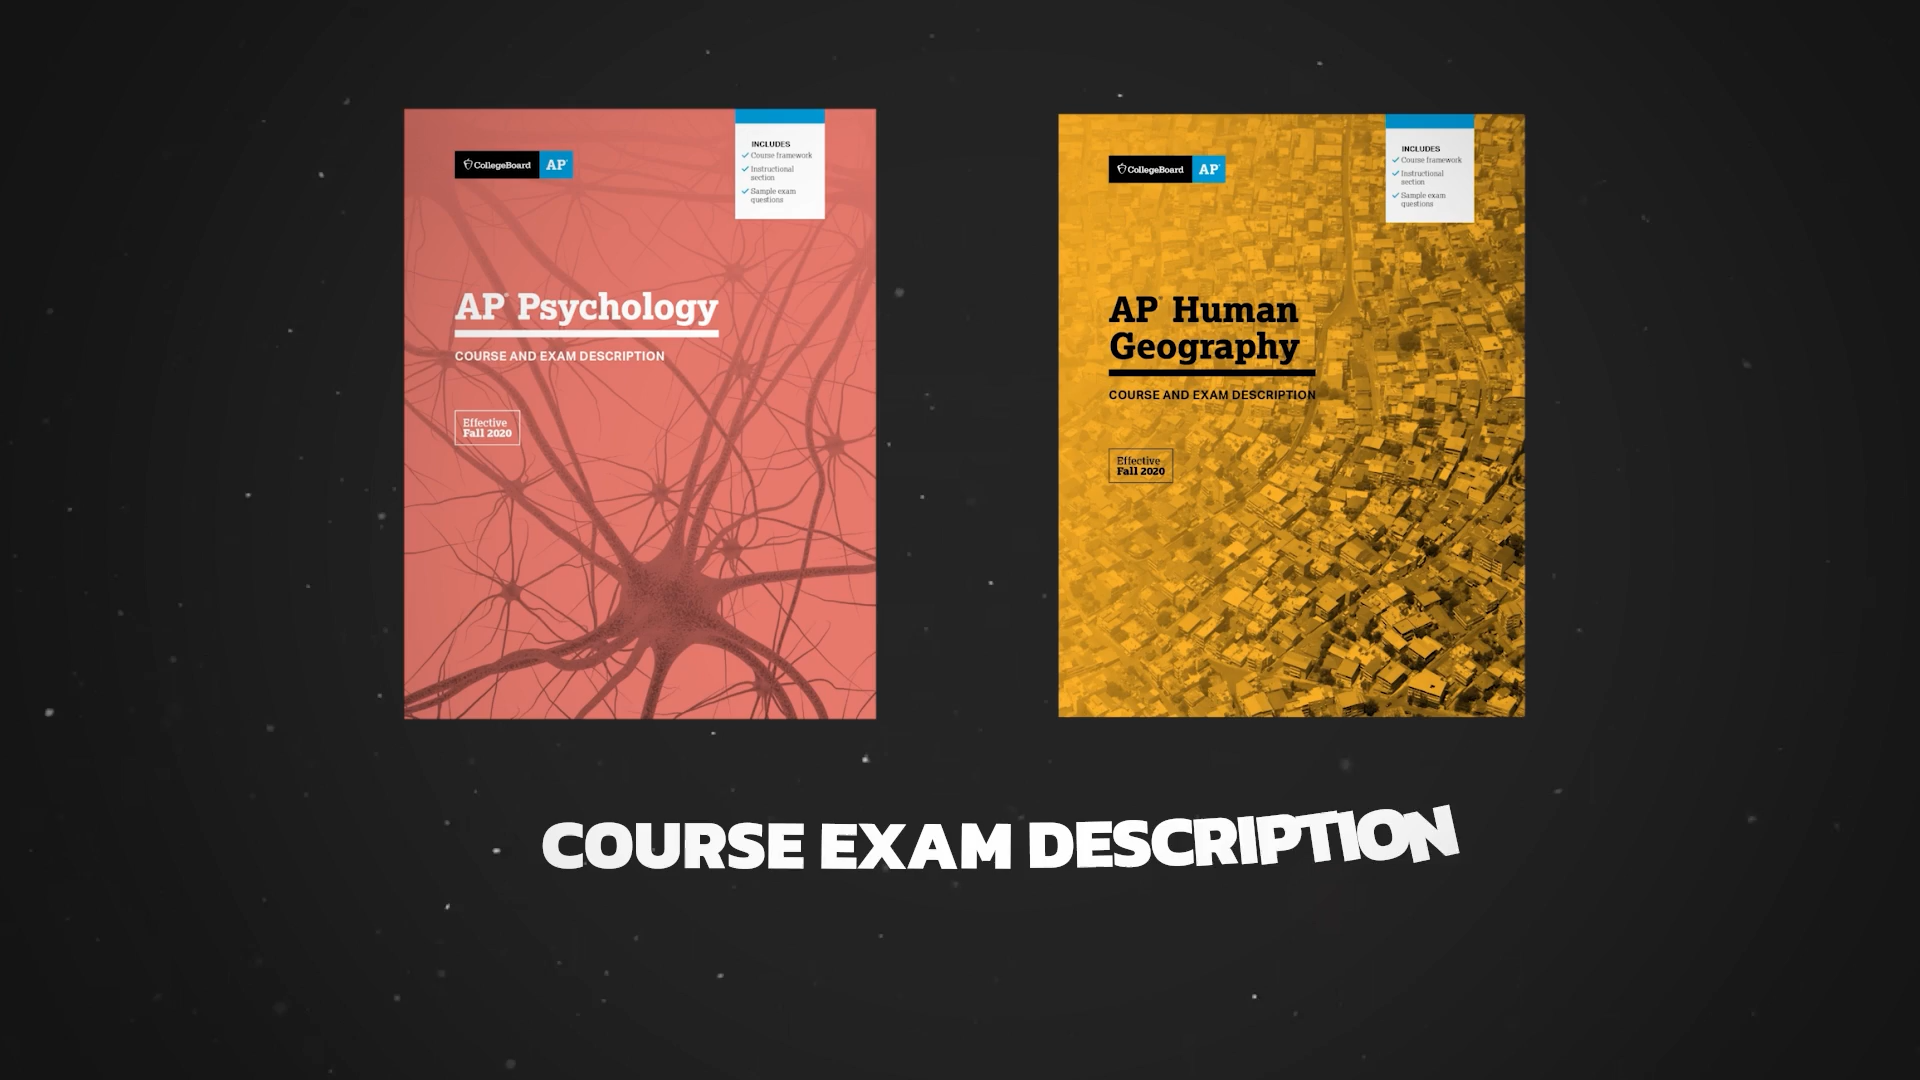 CollegeBoard AP
INCLUDES
Course framework
Instructional
section
Sample exam
questions
AP Psychology
COURSE AND EXAM DESCRIPTION
Effective
Fall 2020
CollegeBoard AP
INCLUDES
Course framework
Instructional
section
Sample exam
questions
AP Human
Geography
COURSE AND EXAM DESCRIPTION
Effective
Fall 2020
COURSE EXAM DESCRIPTION